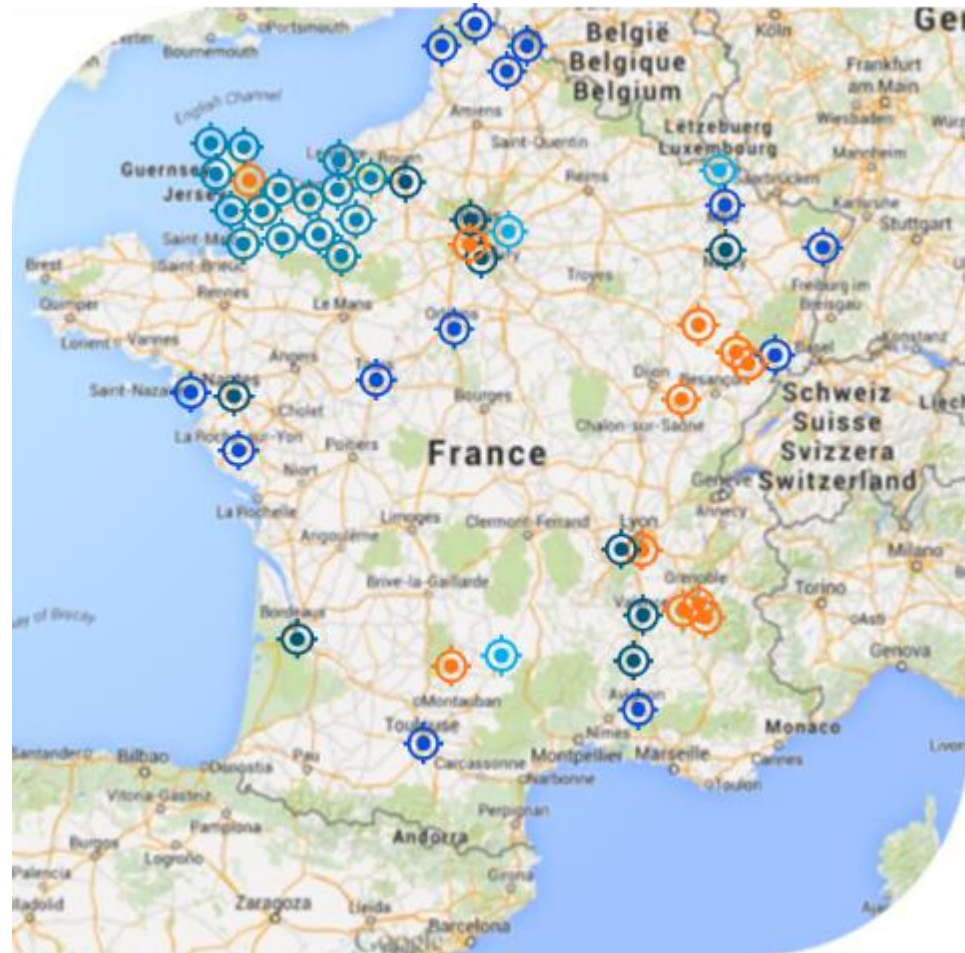 Portsmouth
Exeter
Bournemouth
Köln
België
Belgique
Belgium
Frankfurt
am Main
English Channel
Amiens
Wiesbaden
Saint-Quentin
Lëtzebuerg
Luxembourg
Mannheim
Rouen
Guernsey
Jersey
Reims
Saarbrücken
Karlsruhe
Stuttgart
Brest
Saint-Brieuc
Troyes
Freiburg im
Breisgau
Quimper
Rennes
Le Mans
Orléans
Lorient
Vannes
Angers
Tours
Dijon
Besançon
Basel
Konstanz
Saint-Nazaire
Nantes
Cholet
Bourges
Schweiz
Suisse
Svizzera
Switzerland
Liech
La Roche-sur-Yon
Poitiers
Chalon-sur-Saône
France
Niort
Genève
Annecy
La Rochelle
Limoges
Clermont-Ferrand
Lyon
Angoulême
Milano
Brive-la-Gaillarde
Grenoble
Torino
Bay of Biscay
Bordeaux
Valence
Asti
Genova
Montauban
Avignon
Toulouse
Nîmes
Monaco
Santander
Bilbao
Donostia
Pau
Carcassonne
Montpellier
Marseille
Cannes
Livorn
Narbonne
Toulon
Vitoria-Gasteiz
Perpignan
Pamplona
Andorra
Burgos
Logroño
Palencia
Girona
Zaragoza
Lleida
Barcelona
Google